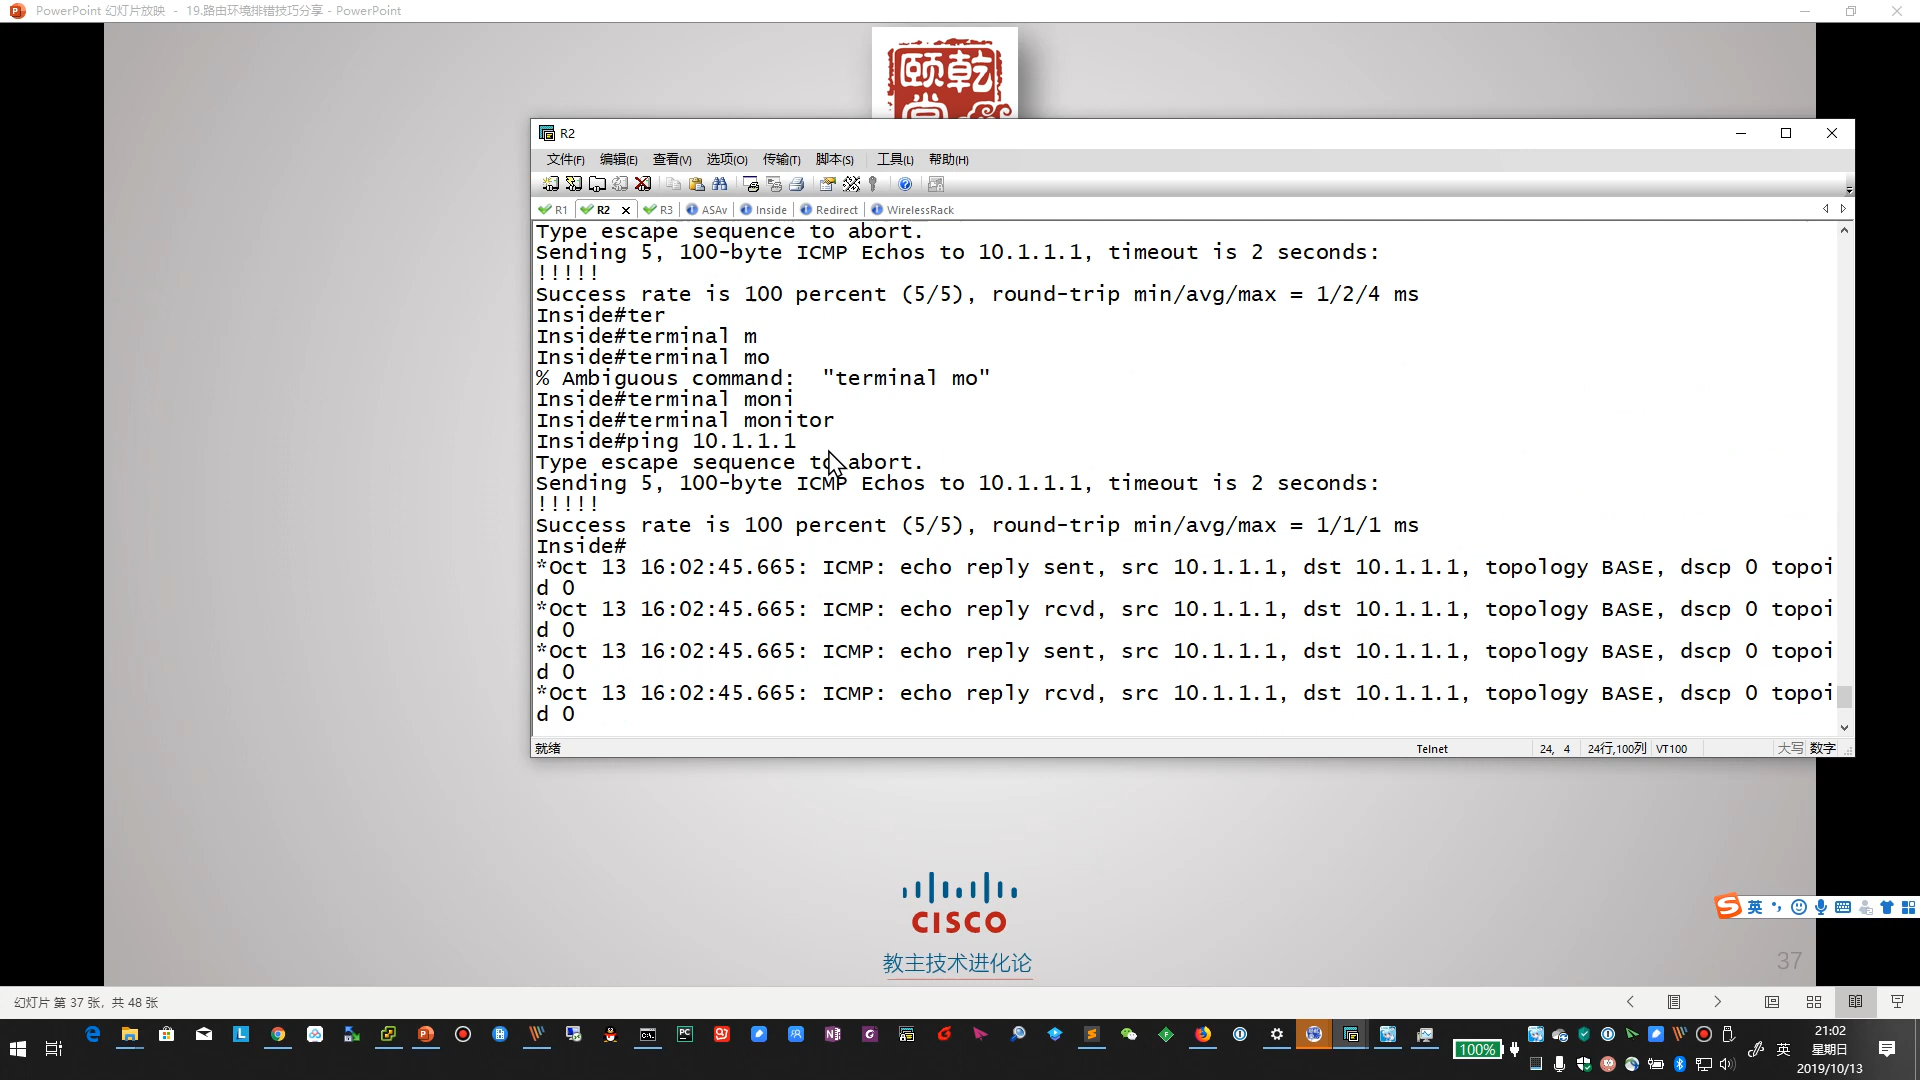 PowerPoint 幻灯片放映 - 19.路由环境排错技巧分享 - PowerPoint
颐乾堂
R2
文件(F) 编辑(E) 查看(V) 选项(O) 传输(T) 脚本(S) 工具(L) 帮助(H)
R1 R2 R3 ASAv Inside Redirect WirelessRack
Type escape sequence to abort.
Sending 5, 100-byte ICMP Echos to 10.1.1.1, timeout is 2 seconds:
!!!!!
Success rate is 100 percent (5/5), round-trip min/avg/max = 1/2/4 ms
Inside#ter
Inside#terminal m
Inside#terminal mo
% Ambiguous command:  "terminal mo"
Inside#terminal moni
Inside#terminal monitor
Inside#ping 10.1.1.1
Type escape sequence to abort.
Sending 5, 100-byte ICMP Echos to 10.1.1.1, timeout is 2 seconds:
!!!!!
Success rate is 100 percent (5/5), round-trip min/avg/max = 1/1/1 ms
Inside#
*Oct 13 16:02:45.665: ICMP: echo reply sent, src 10.1.1.1, dst 10.1.1.1, topology BASE, dscp 0 topoi
d 0
*Oct 13 16:02:45.665: ICMP: echo reply rcvd, src 10.1.1.1, dst 10.1.1.1, topology BASE, dscp 0 topoi
d 0
*Oct 13 16:02:45.665: ICMP: echo reply sent, src 10.1.1.1, dst 10.1.1.1, topology BASE, dscp 0 topoi
d 0
*Oct 13 16:02:45.665: ICMP: echo reply rcvd, src 10.1.1.1, dst 10.1.1.1, topology BASE, dscp 0 topoi
d 0
就绪 Telnet 24, 4 24行,100列 VT100 大写 数字
CISCO
英
教主技术进化论
37
幻灯片 第 37 张，共 48 张
100%
英
21:02
星期日
2019/10/13